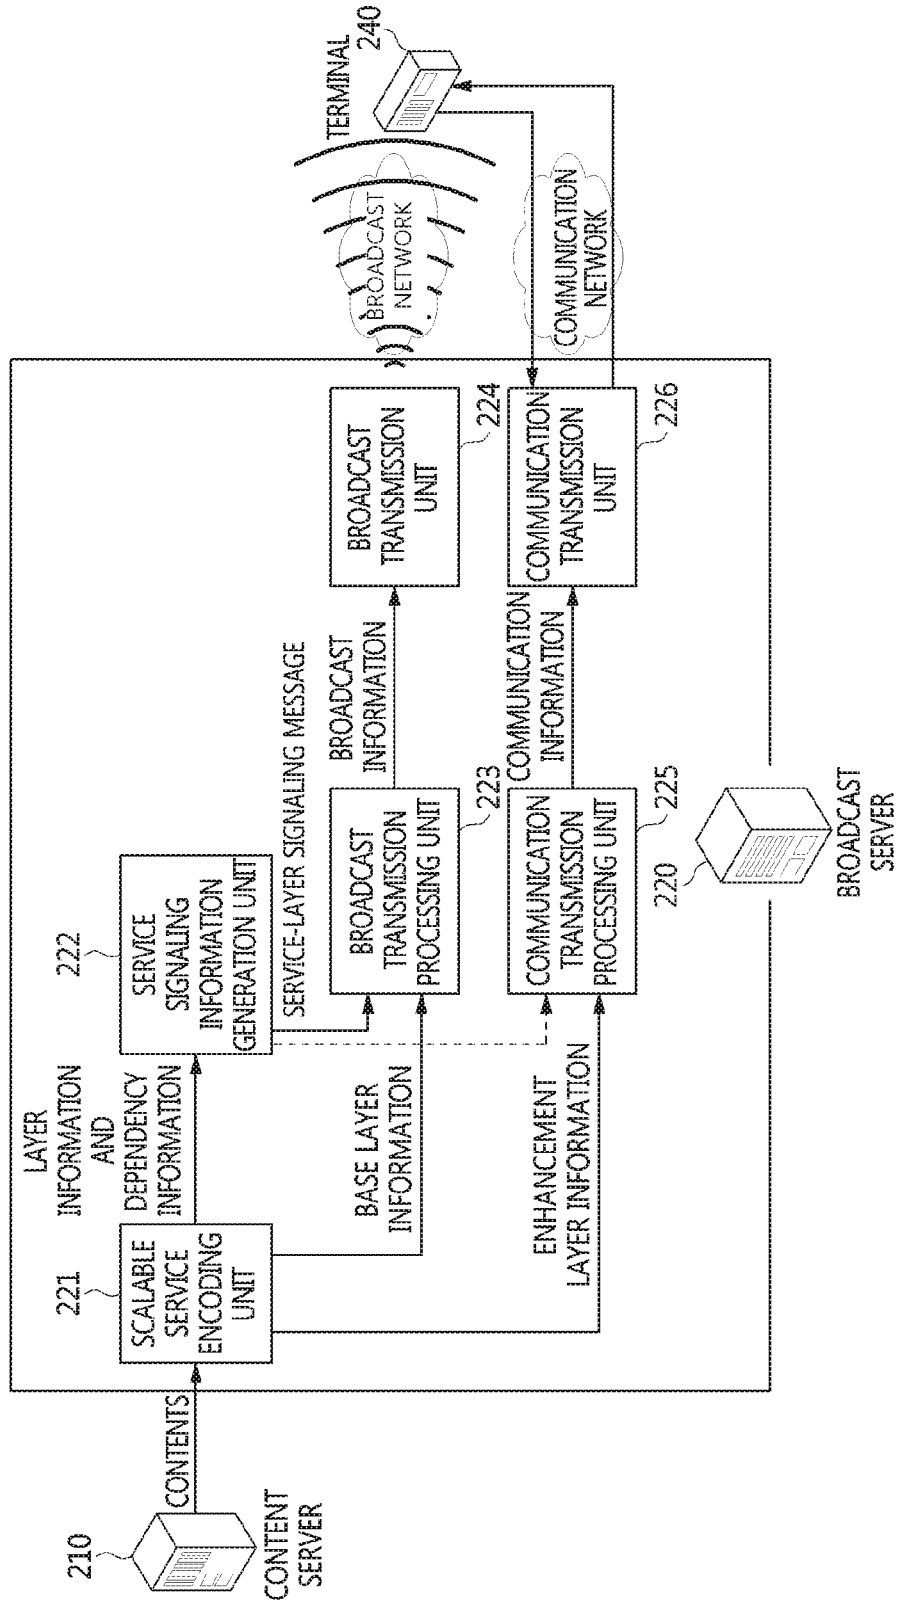 210
CONTENT
SERVER
CONTENTS
221
SCALABLE
SERVICE
ENCODING
UNIT
LAYER
INFORMATION
AND
DEPENDENCY
INFORMATION
222
SERVICE
SIGNALING
INFORMATION
GENERATION UNIT
SERVICE-LAYER SIGNALING MESSAGE
BASE LAYER
INFORMATION
ENHANCEMENT
LAYER INFORMATION
BROADCAST
TRANSMISSION
PROCESSING UNIT
223
BROADCAST
INFORMATION
BROADCAST
TRANSMISSION
UNIT
224
COMMUNICATION
TRANSMISSION
PROCESSING UNIT
225
COMMUNICATION
INFORMATION
COMMUNICATION
TRANSMISSION
UNIT
226
220
BROADCAST
SERVER
BROADCAST
NETWORK
COMMUNICATION
NETWORK
TERMINAL
240